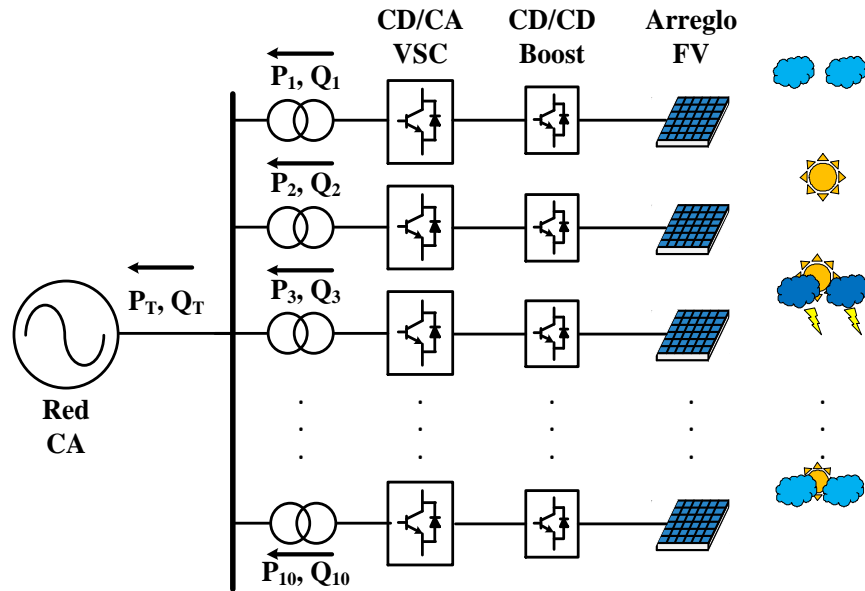 CD/CA CD/CD Arreglo
VSC Boost FV
P1, Q1
P2, Q2
P3, Q3
PT, QT
Red
CA
P10, Q10